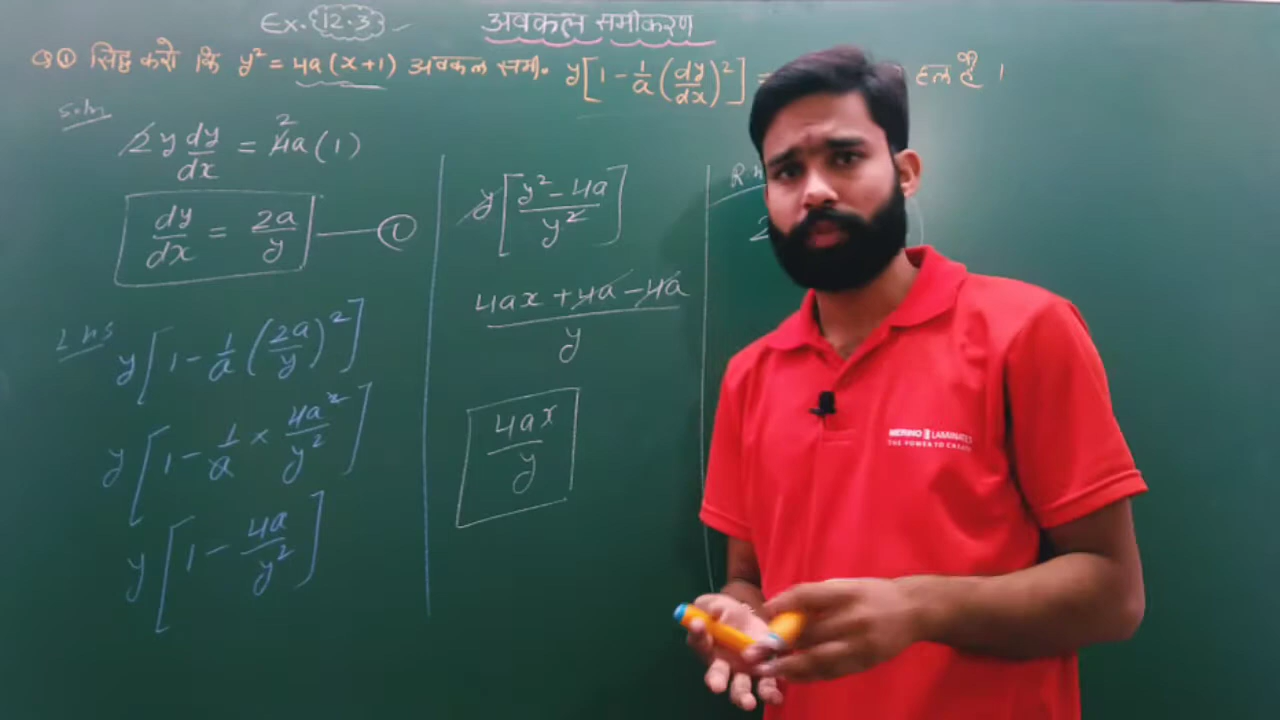 Ex. 12.3
अवकल समीकरण
Q① सिद्ध करो कि y² = 4a(x+1) अवकल समी. y[1 - 1/a (dy/dx)²] = का हल है ।
Soln
2y dy/dx = 4a(1)
2
dy/dx = 2a/y — ①
LHS
y[1 - 1/a (2a/y)²]
y[1 - 1/a × 4a²/y²]
y[1 - 4a/y²]
y[(y² - 4a)/y²]
(4ax + 4a - 4a)/y
4ax/y
R.H
2
MERINO LAMINATES
THE POWER TO CREATE